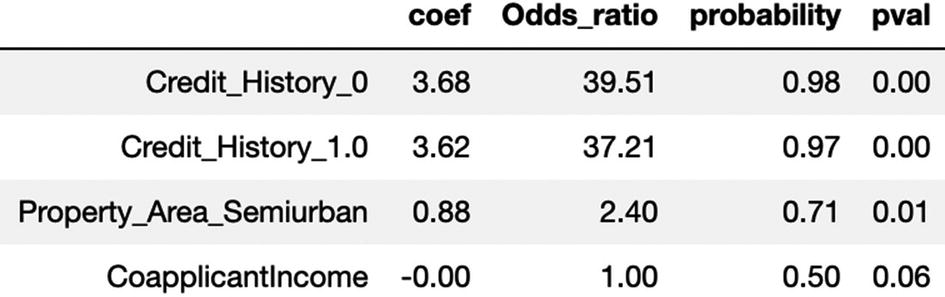 coef Odds_ratio probability pval
Credit_History_0 3.68 39.51 0.98 0.00
Credit_History_1.0 3.62 37.21 0.97 0.00
Property_Area_Semiurban 0.88 2.40 0.71 0.01
CoapplicantIncome -0.00 1.00 0.50 0.06